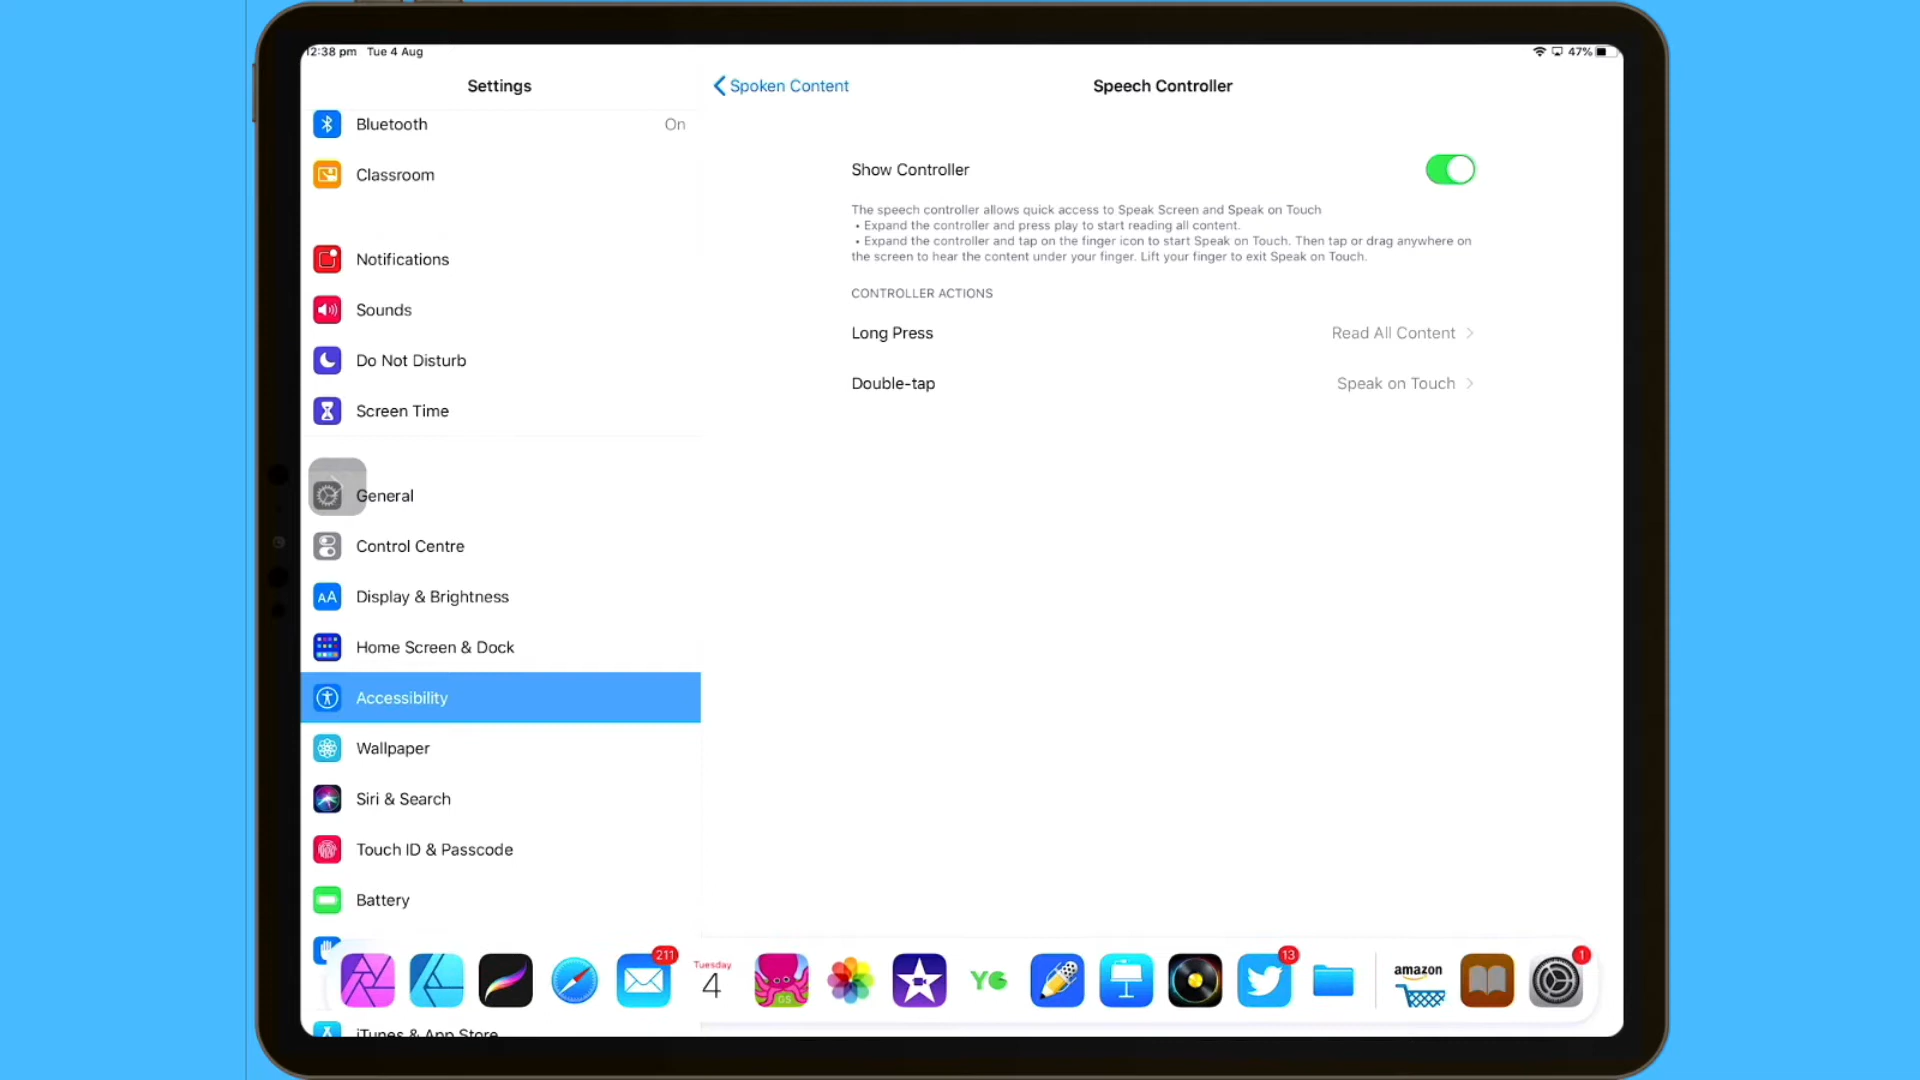 12:38 pm Tue 4 Aug
47%
Settings
Bluetooth On
Classroom
Notifications
Sounds
Do Not Disturb
Screen Time
General
Control Centre
AA Display & Brightness
Home Screen & Dock
Accessibility
Wallpaper
Siri & Search
Touch ID & Passcode
Battery
iTunes & App Store
Spoken Content
Speech Controller
Show Controller
The speech controller allows quick access to Speak Screen and Speak on Touch
• Expand the controller and press play to start reading all content.
• Expand the controller and tap on the finger icon to start Speak on Touch. Then tap or drag anywhere on
the screen to hear the content under your finger. Lift your finger to exit Speak on Touch.
CONTROLLER ACTIONS
Long Press Read All Content
Double-tap Speak on Touch
211
Tuesday
4
GS
YG
13
amazon
1